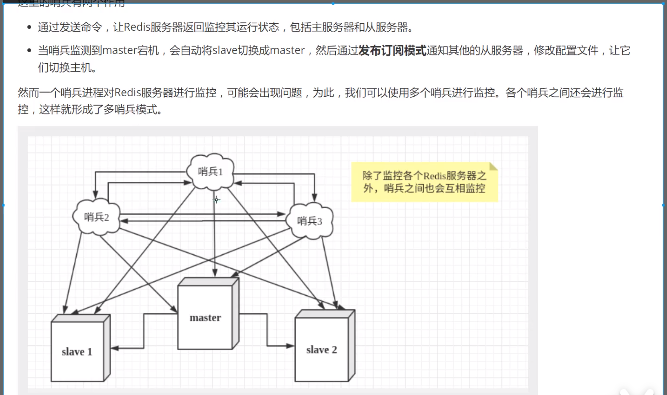 这里的哨兵有两个作用
通过发送命令，让Redis服务器返回监控其运行状态，包括主服务器和从服务器。
当哨兵监测到master宕机，会自动将slave切换成master，然后通过发布订阅模式通知其他的从服务器，修改配置文件，让它
们切换主机。
然而一个哨兵进程对Redis服务器进行监控，可能会出现问题，为此，我们可以使用多个哨兵进行监控。各个哨兵之间还会进行监
控，这样就形成了多哨兵模式。
哨兵1
除了监控各个Redis服务器之
外，哨兵之间也会互相监控
哨兵2
哨兵3
master
slave 1
slave 2